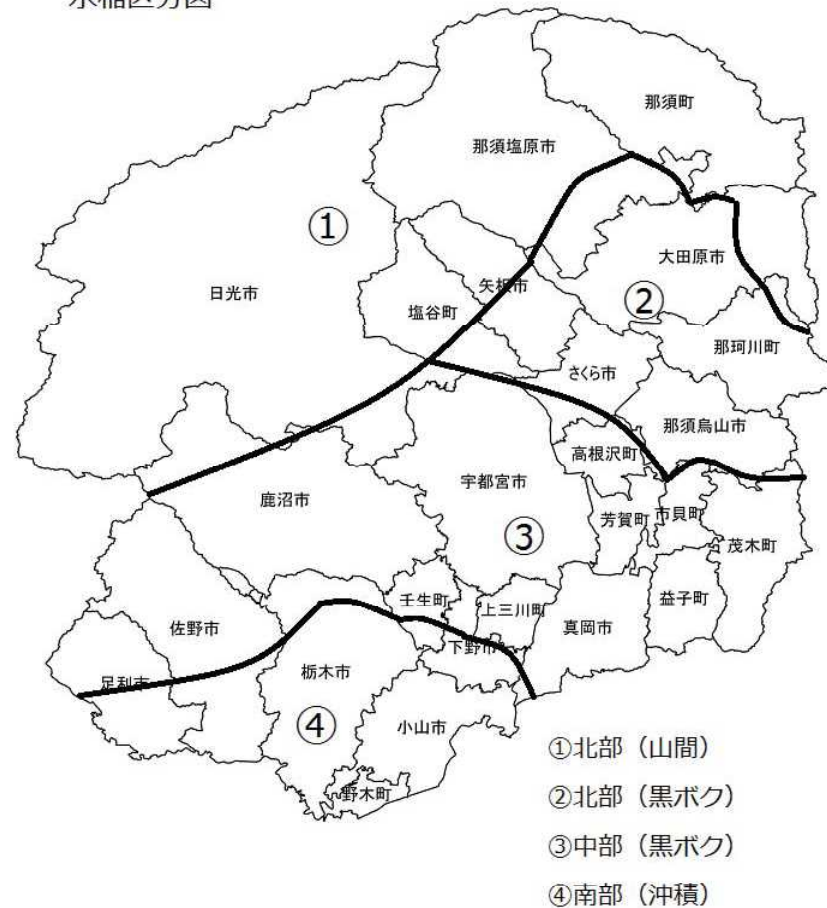 水稲区分図
那須町
那須塩原市
①
大田原市
日光市
矢板市
②
塩谷町
那珂川町
さくら市
那須烏山市
高根沢町
宇都宮市
鹿沼市
芳賀町
市貝町
③
茂木町
壬生町
上三川町
益子町
佐野市
真岡市
下野市
栃木市
足利市
④
小山市
野木町
①北部（山間）
②北部（黒ボク）
③中部（黒ボク）
④南部（沖積）